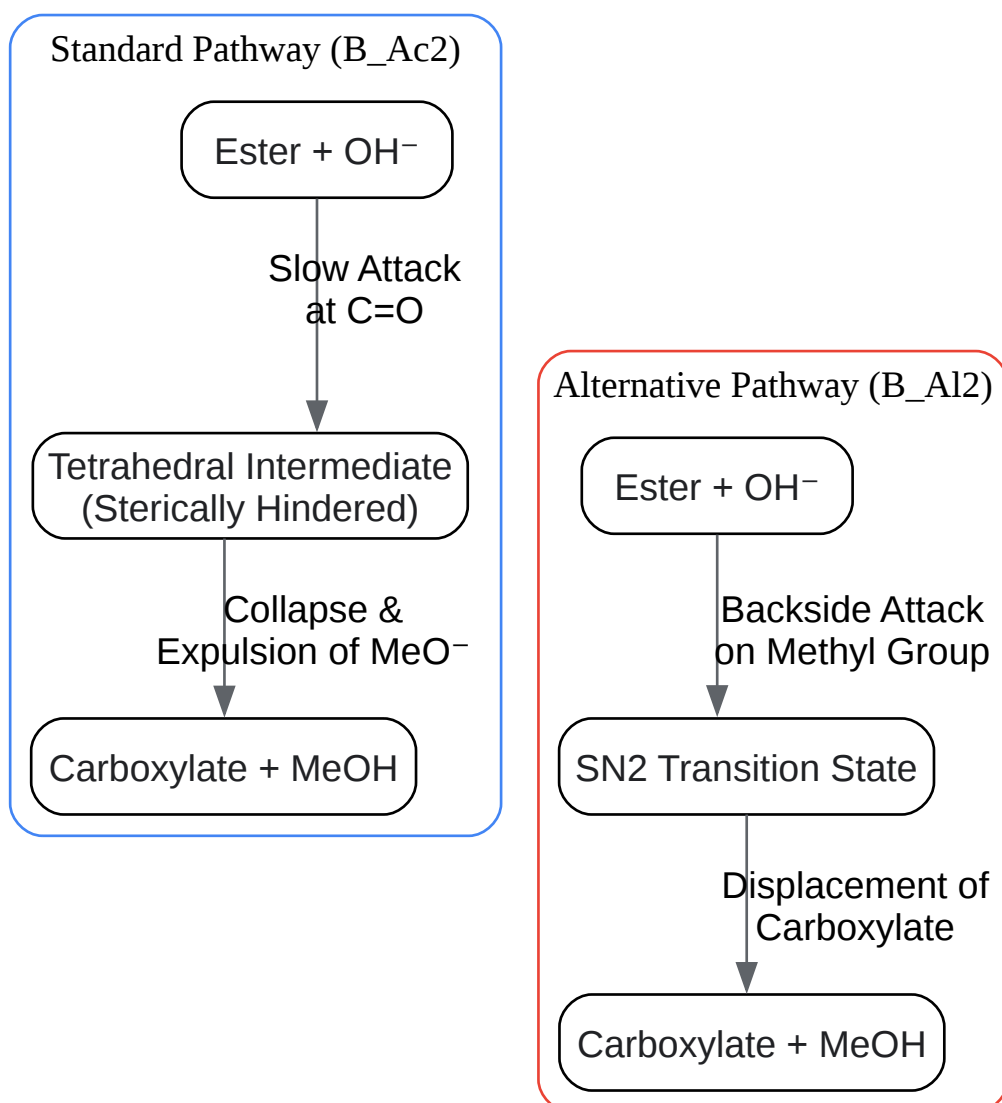 Standard Pathway (B_Ac2)
Ester + OH⁻
Slow Attack
at C=O
Tetrahedral Intermediate
(Sterically Hindered)
Collapse &
Expulsion of MeO⁻
Carboxylate + MeOH
Alternative Pathway (B_Al2)
Ester + OH⁻
Backside Attack
on Methyl Group
SN2 Transition State
Displacement of
Carboxylate
Carboxylate + MeOH